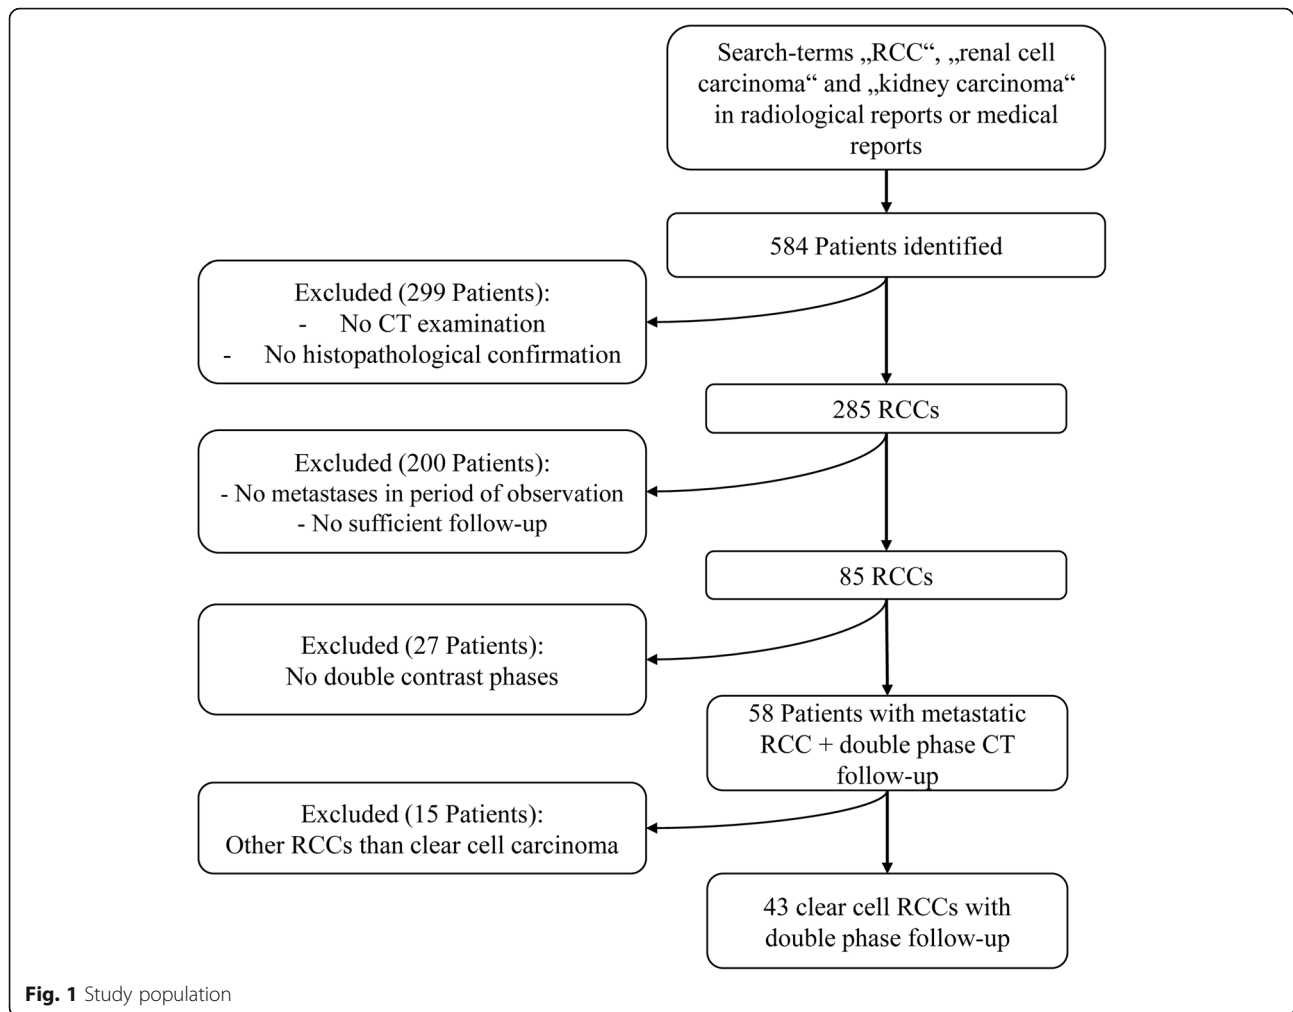 Search-terms „RCC“, „renal cell
carcinoma“ and „kidney carcinoma“
in radiological reports or medical
reports
584 Patients identified
Excluded (299 Patients):
- No CT examination
- No histopathological confirmation
285 RCCs
Excluded (200 Patients):
- No metastases in period of observation
- No sufficient follow-up
85 RCCs
Excluded (27 Patients):
No double contrast phases
58 Patients with metastatic
RCC + double phase CT
follow-up
Excluded (15 Patients):
Other RCCs than clear cell carcinoma
43 clear cell RCCs with
double phase follow-up
Fig. 1 Study population